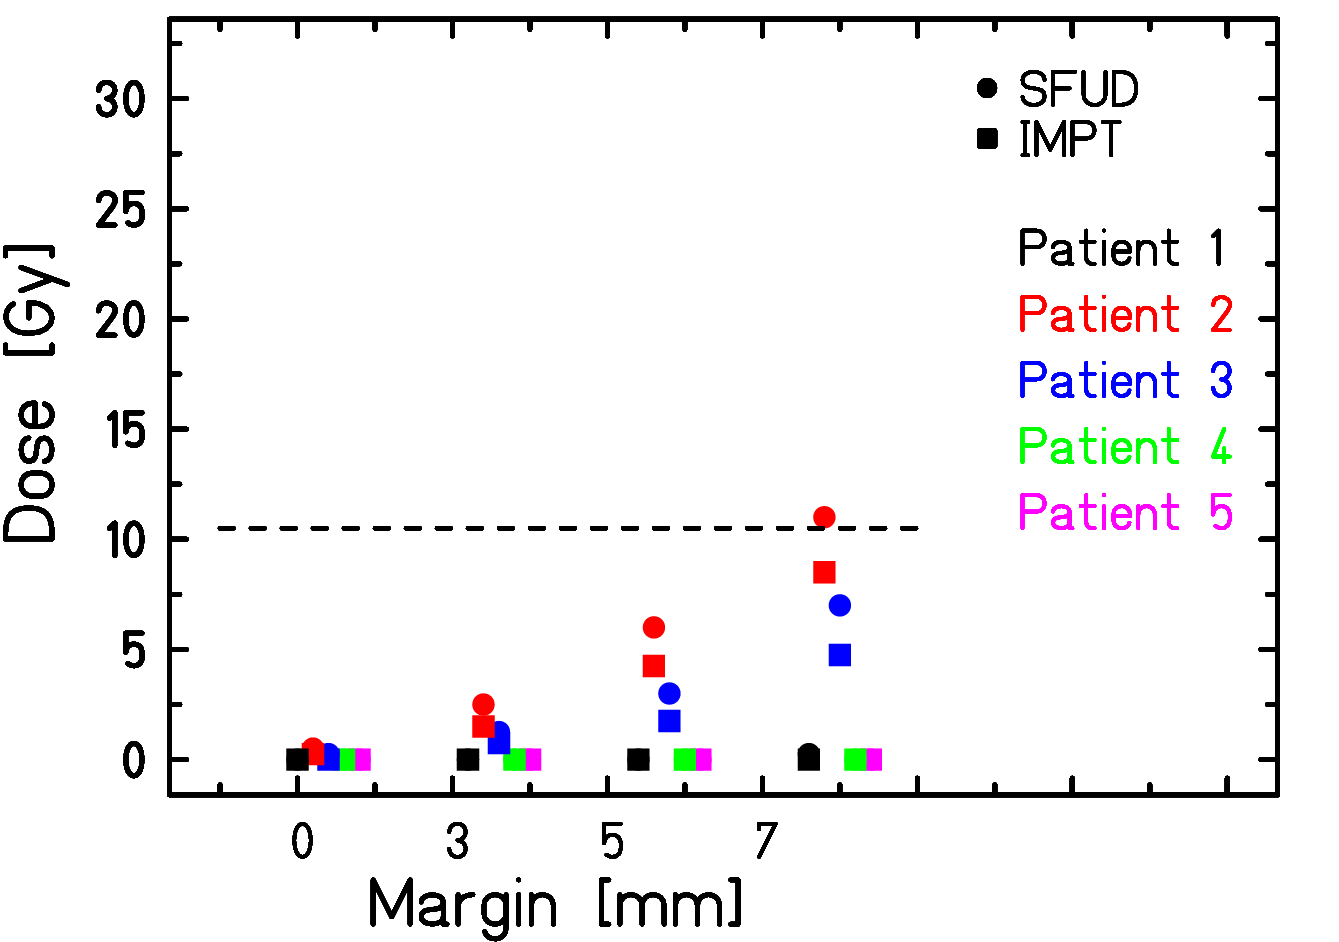 SFUD
IMPT
Patient 1
Patient 2
Patient 3
Patient 4
Patient 5
30
25
20
15
10
5
0
Dose [Gy]
0 3 5 7
Margin [mm]